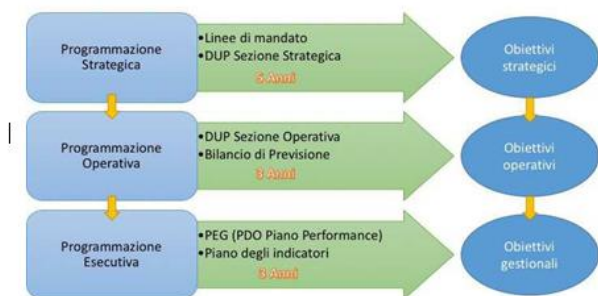 Programmazione
Strategica
•Linee di mandato
•DUP Sezione Strategica
5 Anni
Obiettivi
strategici
Programmazione
Operativa
•DUP Sezione Operativa
•Bilancio di Previsione
3 Anni
Obiettivi
operativi
Programmazione
Esecutiva
•PEG (PDO Piano Performance)
•Piano degli indicatori
3 Anni
Obiettivi
gestionali